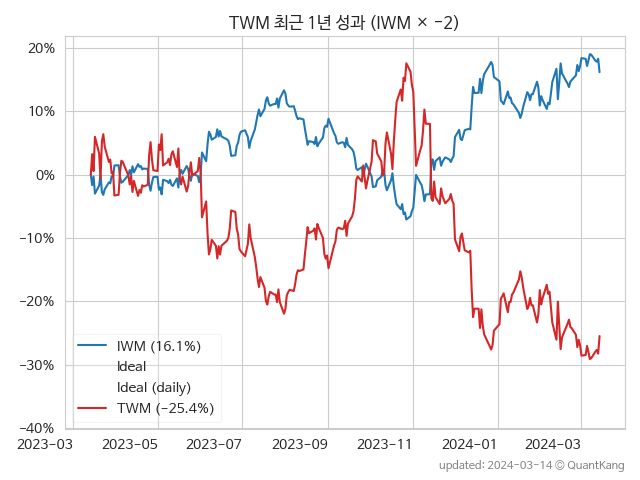 TWM 최근 1년 성과 (IWM × −2)
20%
10%
0%
−10%
−20%
−30%
−40%
IWM (16.1%)
Ideal
Ideal (daily)
TWM (−25.4%)
2023-03
2023-05
2023-07
2023-09
2023-11
2024-01
2024-03
updated: 2024-03-14 © QuantKang